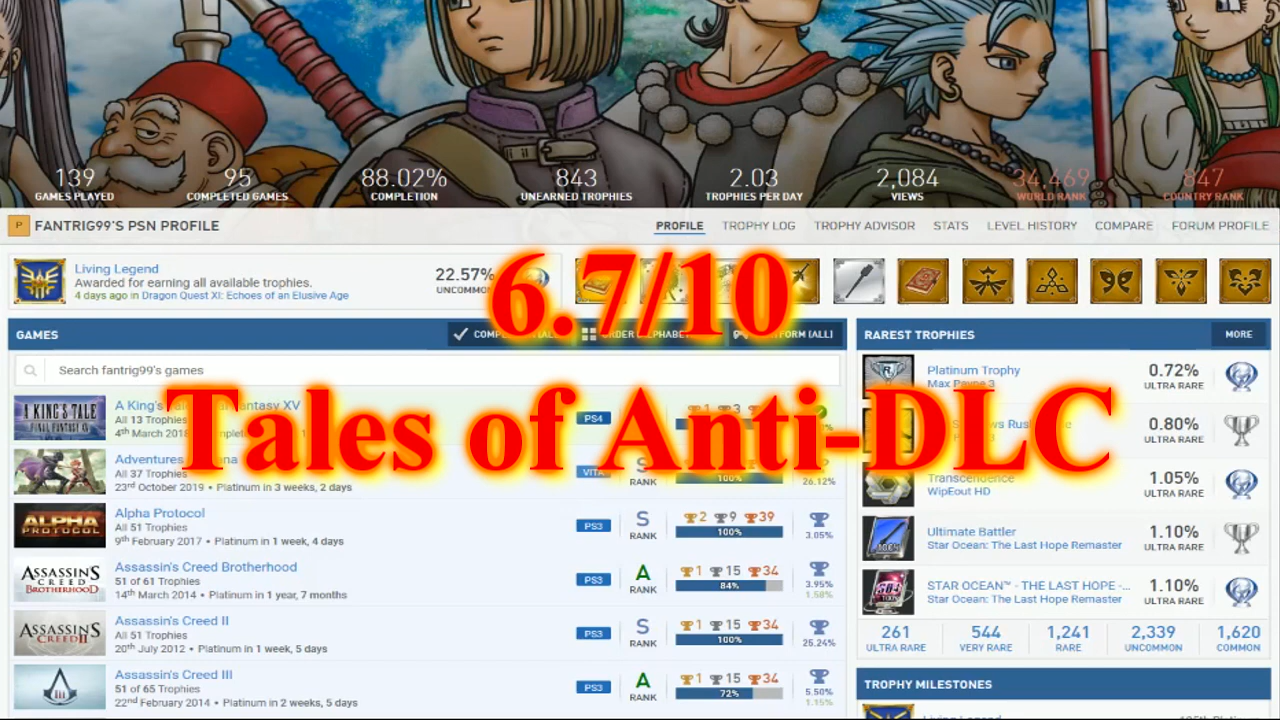 139 95 88.02% 843 2.03 2,084 34,469 847
GAMES PLAYED COMPLETED GAMES COMPLETION UNEARNED TROPHIES TROPHIES PER DAY VIEWS WORLD RANK COUNTRY RANK
P FANTRIG99'S PSN PROFILE PROFILE TROPHY LOG TROPHY ADVISOR STATS LEVEL HISTORY COMPARE FORUM PROFILE
Living Legend
Awarded for earning all available trophies.
4 days ago in Dragon Quest XI: Echoes of an Elusive Age
22.57%
UNCOMMON
6.7/10
Tales of Anti-DLC
GAMES
Search fantrig99's games
A KING'S TALE
FINAL FANTASY XV
All 13 Trophies
4th March 2018
PS4
All 37 Trophies
23rd October 2019 • Platinum in 3 weeks, 2 days
VITA
RANK
100%
26.12%
ALPHA PROTOCOL
Alpha Protocol
All 51 Trophies
9th February 2017 • Platinum in 1 week, 4 days
PS3
S
RANK
2 9 39
100%
3.05%
ASSASSIN'S CREED BROTHERHOOD
Assassin's Creed Brotherhood
51 of 61 Trophies
14th March 2014 • Platinum in 1 year, 7 months
PS3
A
RANK
1 15 34
84%
3.95%
1.58%
ASSASSIN'S CREED II
Assassin's Creed II
All 51 Trophies
20th July 2012 • Platinum in 1 week, 5 days
PS3
S
RANK
1 15 34
100%
25.24%
III
Assassin's Creed III
51 of 65 Trophies
22nd February 2014 • Platinum in 2 weeks, 5 days
PS3
A
RANK
1 15 34
72%
5.50%
1.15%
RAREST TROPHIES MORE
Platinum Trophy
Max Payne 3
0.72%
ULTRA RARE
0.80%
ULTRA RARE
Transcendence
WipEout HD
1.05%
ULTRA RARE
Ultimate Battler
Star Ocean: The Last Hope Remaster
1.10%
ULTRA RARE
STAR OCEAN™ - THE LAST HOPE -...
Star Ocean: The Last Hope Remaster
1.10%
ULTRA RARE
261 544 1,241 2,339 1,620
ULTRA RARE VERY RARE RARE UNCOMMON COMMON
TROPHY MILESTONES